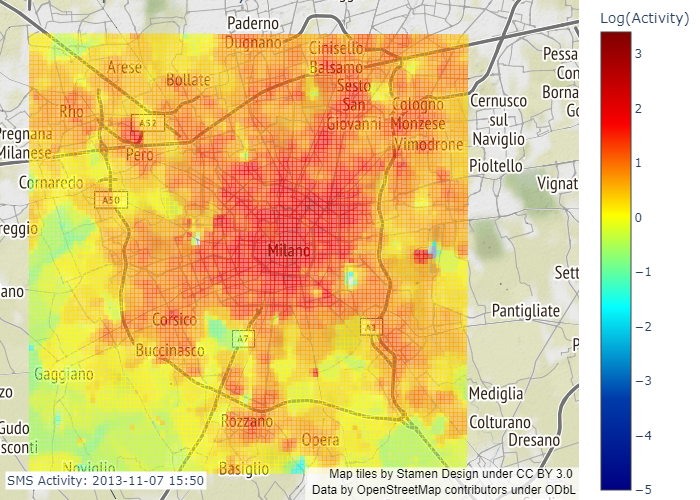 Log(Activity)
3
2
1
0
−1
−2
−3
−4
−5
Paderno
Dugnano
Cinisello
Balsamo
Arese
Bollate
Sesto
San
Giovanni
Pessa
Con
Borna
Go
Rho
A52
Cologno
Monzese
Cernusco
sul
Naviglio
Pregnana
Milanese
Pero
Vimodrone
Pioltello
Cornaredo
Vignat
A50
reggio
Milano
Sett
ano
Corsico
A7
A1
Pantigliate
Buccinasco
P
Gaggiano
zo
Mediglia
Rozzano
Colturano
Gudo
sconti
Opera
Dresano
Noviglio
Basiglio
SMS Activity: 2013-11-07 15:50
Map tiles by Stamen Design under CC BY 3.0
Data by OpenStreetMap contributors under ODbL